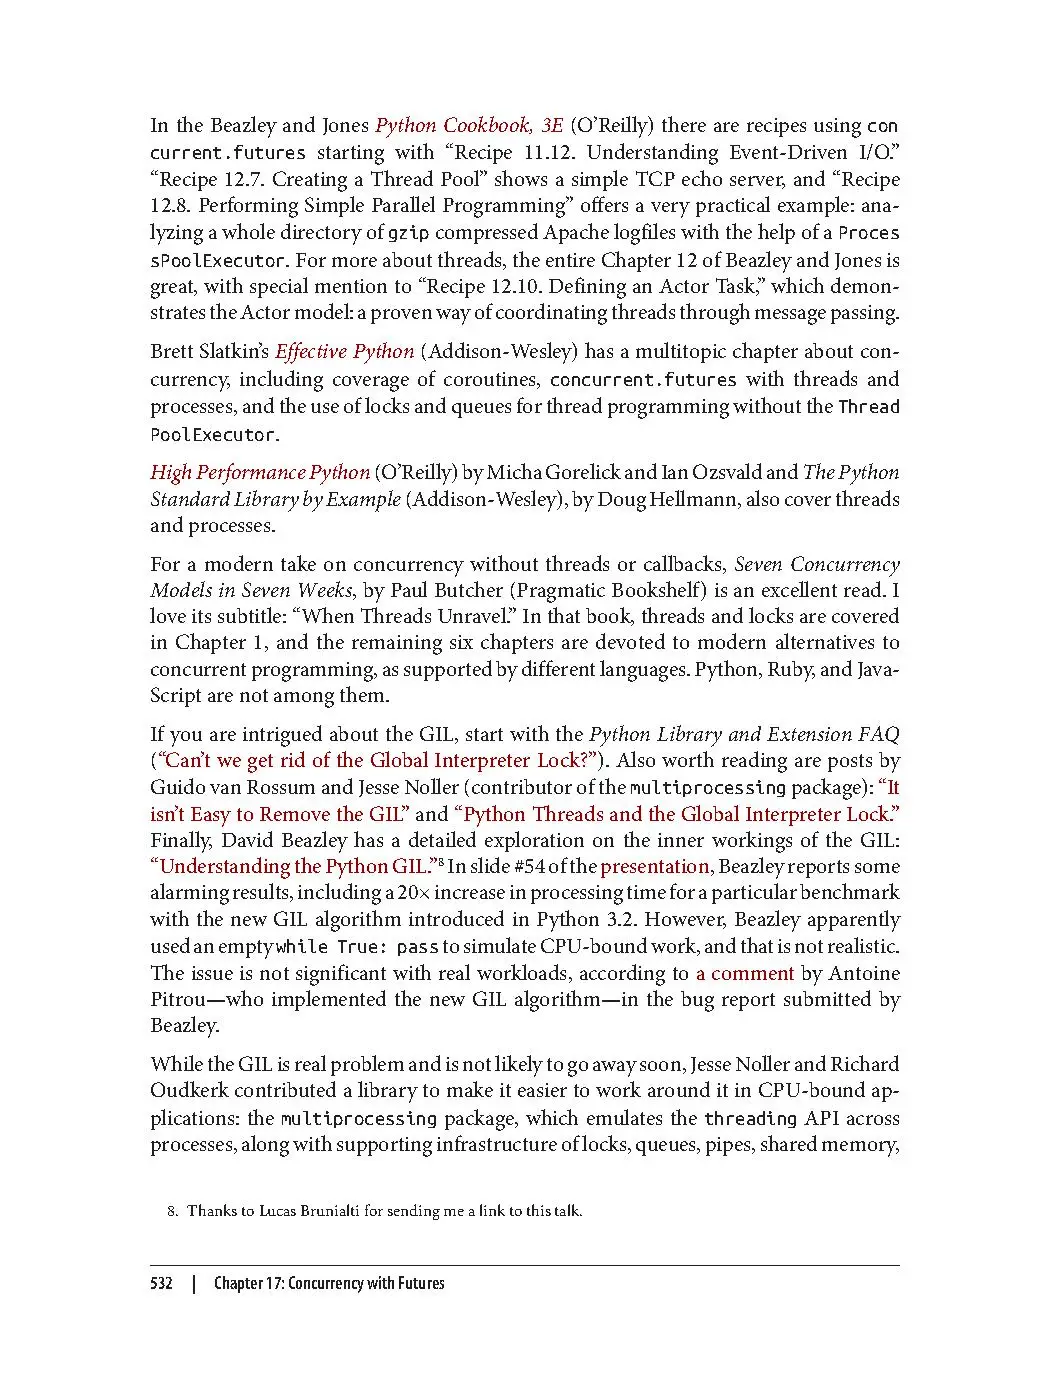 In the Beazley and Jones Python Cookbook, 3E (O’Reilly) there are recipes using con
current.futures starting with “Recipe 11.12. Understanding Event-Driven I/O.”
“Recipe 12.7. Creating a Thread Pool” shows a simple TCP echo server, and “Recipe
12.8. Performing Simple Parallel Programming” offers a very practical example: ana-
lyzing a whole directory of gzip compressed Apache logfiles with the help of a Proces
sPoolExecutor. For more about threads, the entire Chapter 12 of Beazley and Jones is
great, with special mention to “Recipe 12.10. Defining an Actor Task,” which demon-
strates the Actor model: a proven way of coordinating threads through message passing.
Brett Slatkin’s Effective Python (Addison-Wesley) has a multitopic chapter about con-
currency, including coverage of coroutines, concurrent.futures with threads and
processes, and the use of locks and queues for thread programming without the Thread
PoolExecutor.
High Performance Python (O’Reilly) by Micha Gorelick and Ian Ozsvald and The Python
Standard Library by Example (Addison-Wesley), by Doug Hellmann, also cover threads
and processes.
For a modern take on concurrency without threads or callbacks, Seven Concurrency
Models in Seven Weeks, by Paul Butcher (Pragmatic Bookshelf) is an excellent read. I
love its subtitle: “When Threads Unravel.” In that book, threads and locks are covered
in Chapter 1, and the remaining six chapters are devoted to modern alternatives to
concurrent programming, as supported by different languages. Python, Ruby, and Java-
Script are not among them.
If you are intrigued about the GIL, start with the Python Library and Extension FAQ
(“Can’t we get rid of the Global Interpreter Lock?”). Also worth reading are posts by
Guido van Rossum and Jesse Noller (contributor of the multiprocessing package): “It
isn’t Easy to Remove the GIL” and “Python Threads and the Global Interpreter Lock.”
Finally, David Beazley has a detailed exploration on the inner workings of the GIL:
“Understanding the Python GIL.”8 In slide #54 of the presentation, Beazley reports some
alarming results, including a 20× increase in processing time for a particular benchmark
with the new GIL algorithm introduced in Python 3.2. However, Beazley apparently
used an empty while True: pass to simulate CPU-bound work, and that is not realistic.
The issue is not significant with real workloads, according to a comment by Antoine
Pitrou—who implemented the new GIL algorithm—in the bug report submitted by
Beazley.
While the GIL is real problem and is not likely to go away soon, Jesse Noller and Richard
Oudkerk contributed a library to make it easier to work around it in CPU-bound ap-
plications: the multiprocessing package, which emulates the threading API across
processes, along with supporting infrastructure of locks, queues, pipes, shared memory,
8. Thanks to Lucas Brunialti for sending me a link to this talk.
532 | Chapter 17: Concurrency with Futures